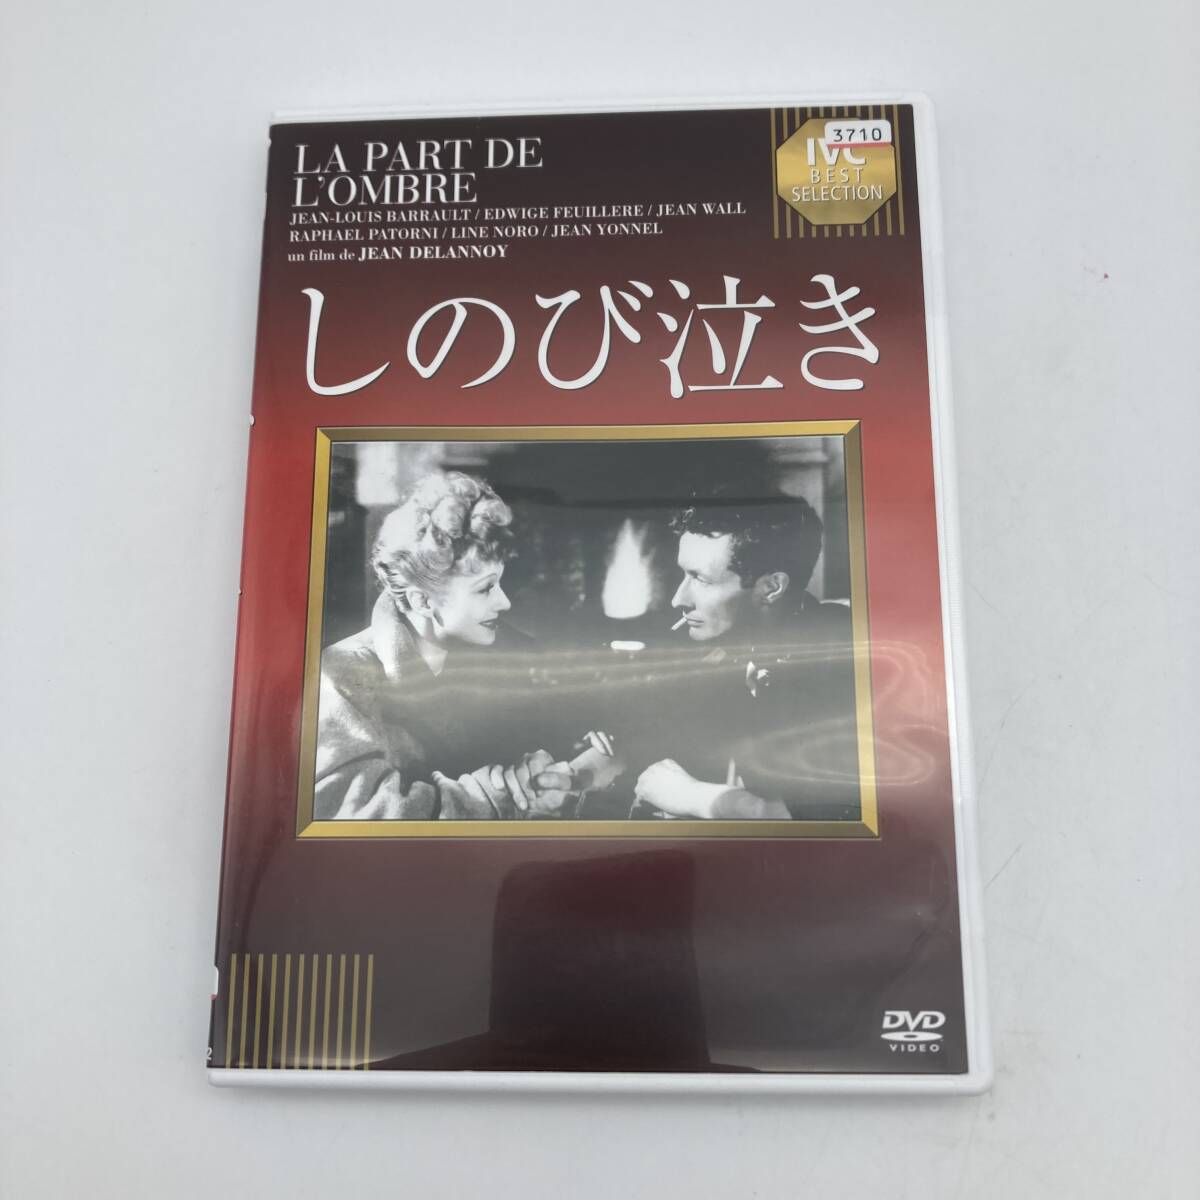 LA PART DE
L'OMBRE
JEAN-LOUIS BARRAULT / EDWIGE FEUILLERE / JEAN WALL
RAPHAEL PATORNI / LINE NORO / JEAN YONNEL
un film de JEAN DELANNOY
3710
IVC
BEST
SELECTION
しのび泣き
DVD
VIDEO
2